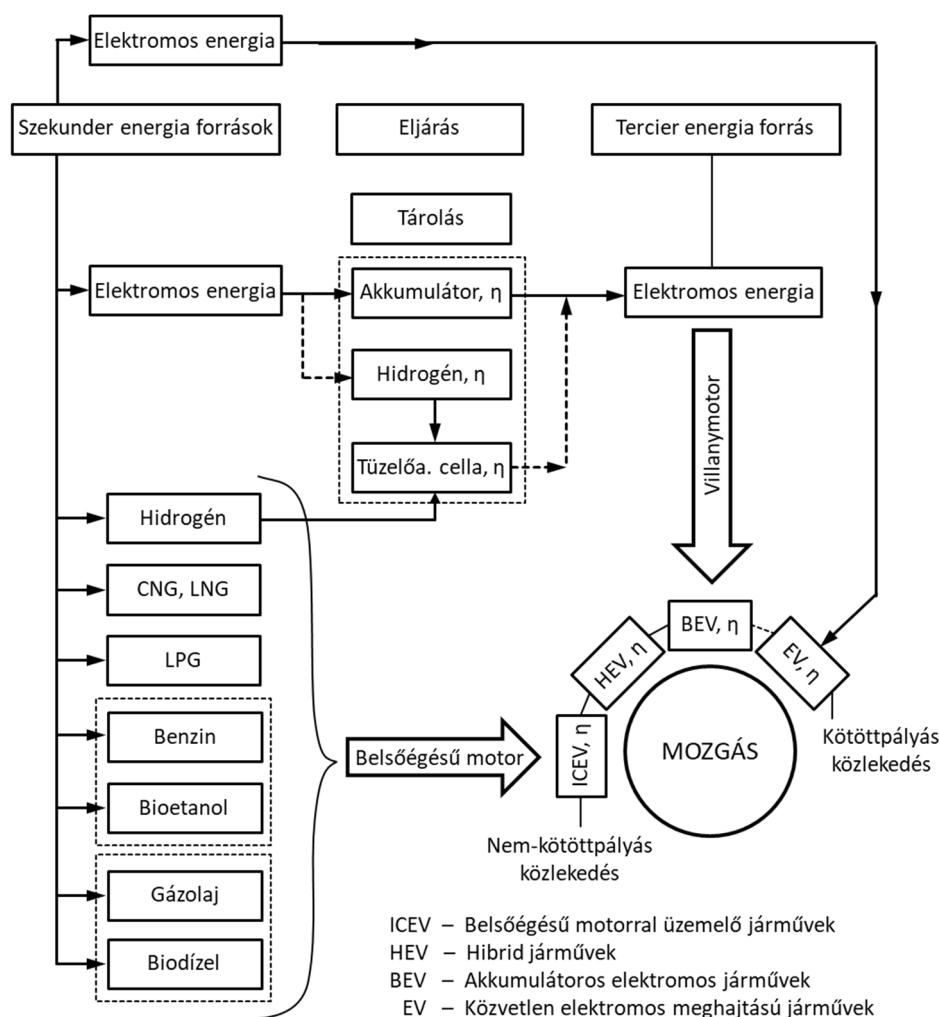 Elektromos energia
Szekunder energia források
Eljárás
Tercier energia forrás
Tárolás
Elektromos energia
Akkumulátor, η
Elektromos energia
Hidrogén, η
Tüzelőa. cella, η
Villanymotor
Hidrogén
CNG, LNG
LPG
Benzin
Bioetanol
Gázolaj
Biodízel
Belsőégésű motor
ICEV, η
HEV, η
BEV, η
EV, η
MOZGÁS
Kötöttpályás
közlekedés
Nem-kötöttpályás
közlekedés
ICEV – Belsőégésű motorral üzemelő járművek
HEV – Hibrid járművek
BEV – Akkumulátoros elektromos járművek
EV – Közvetlen elektromos meghajtású járművek